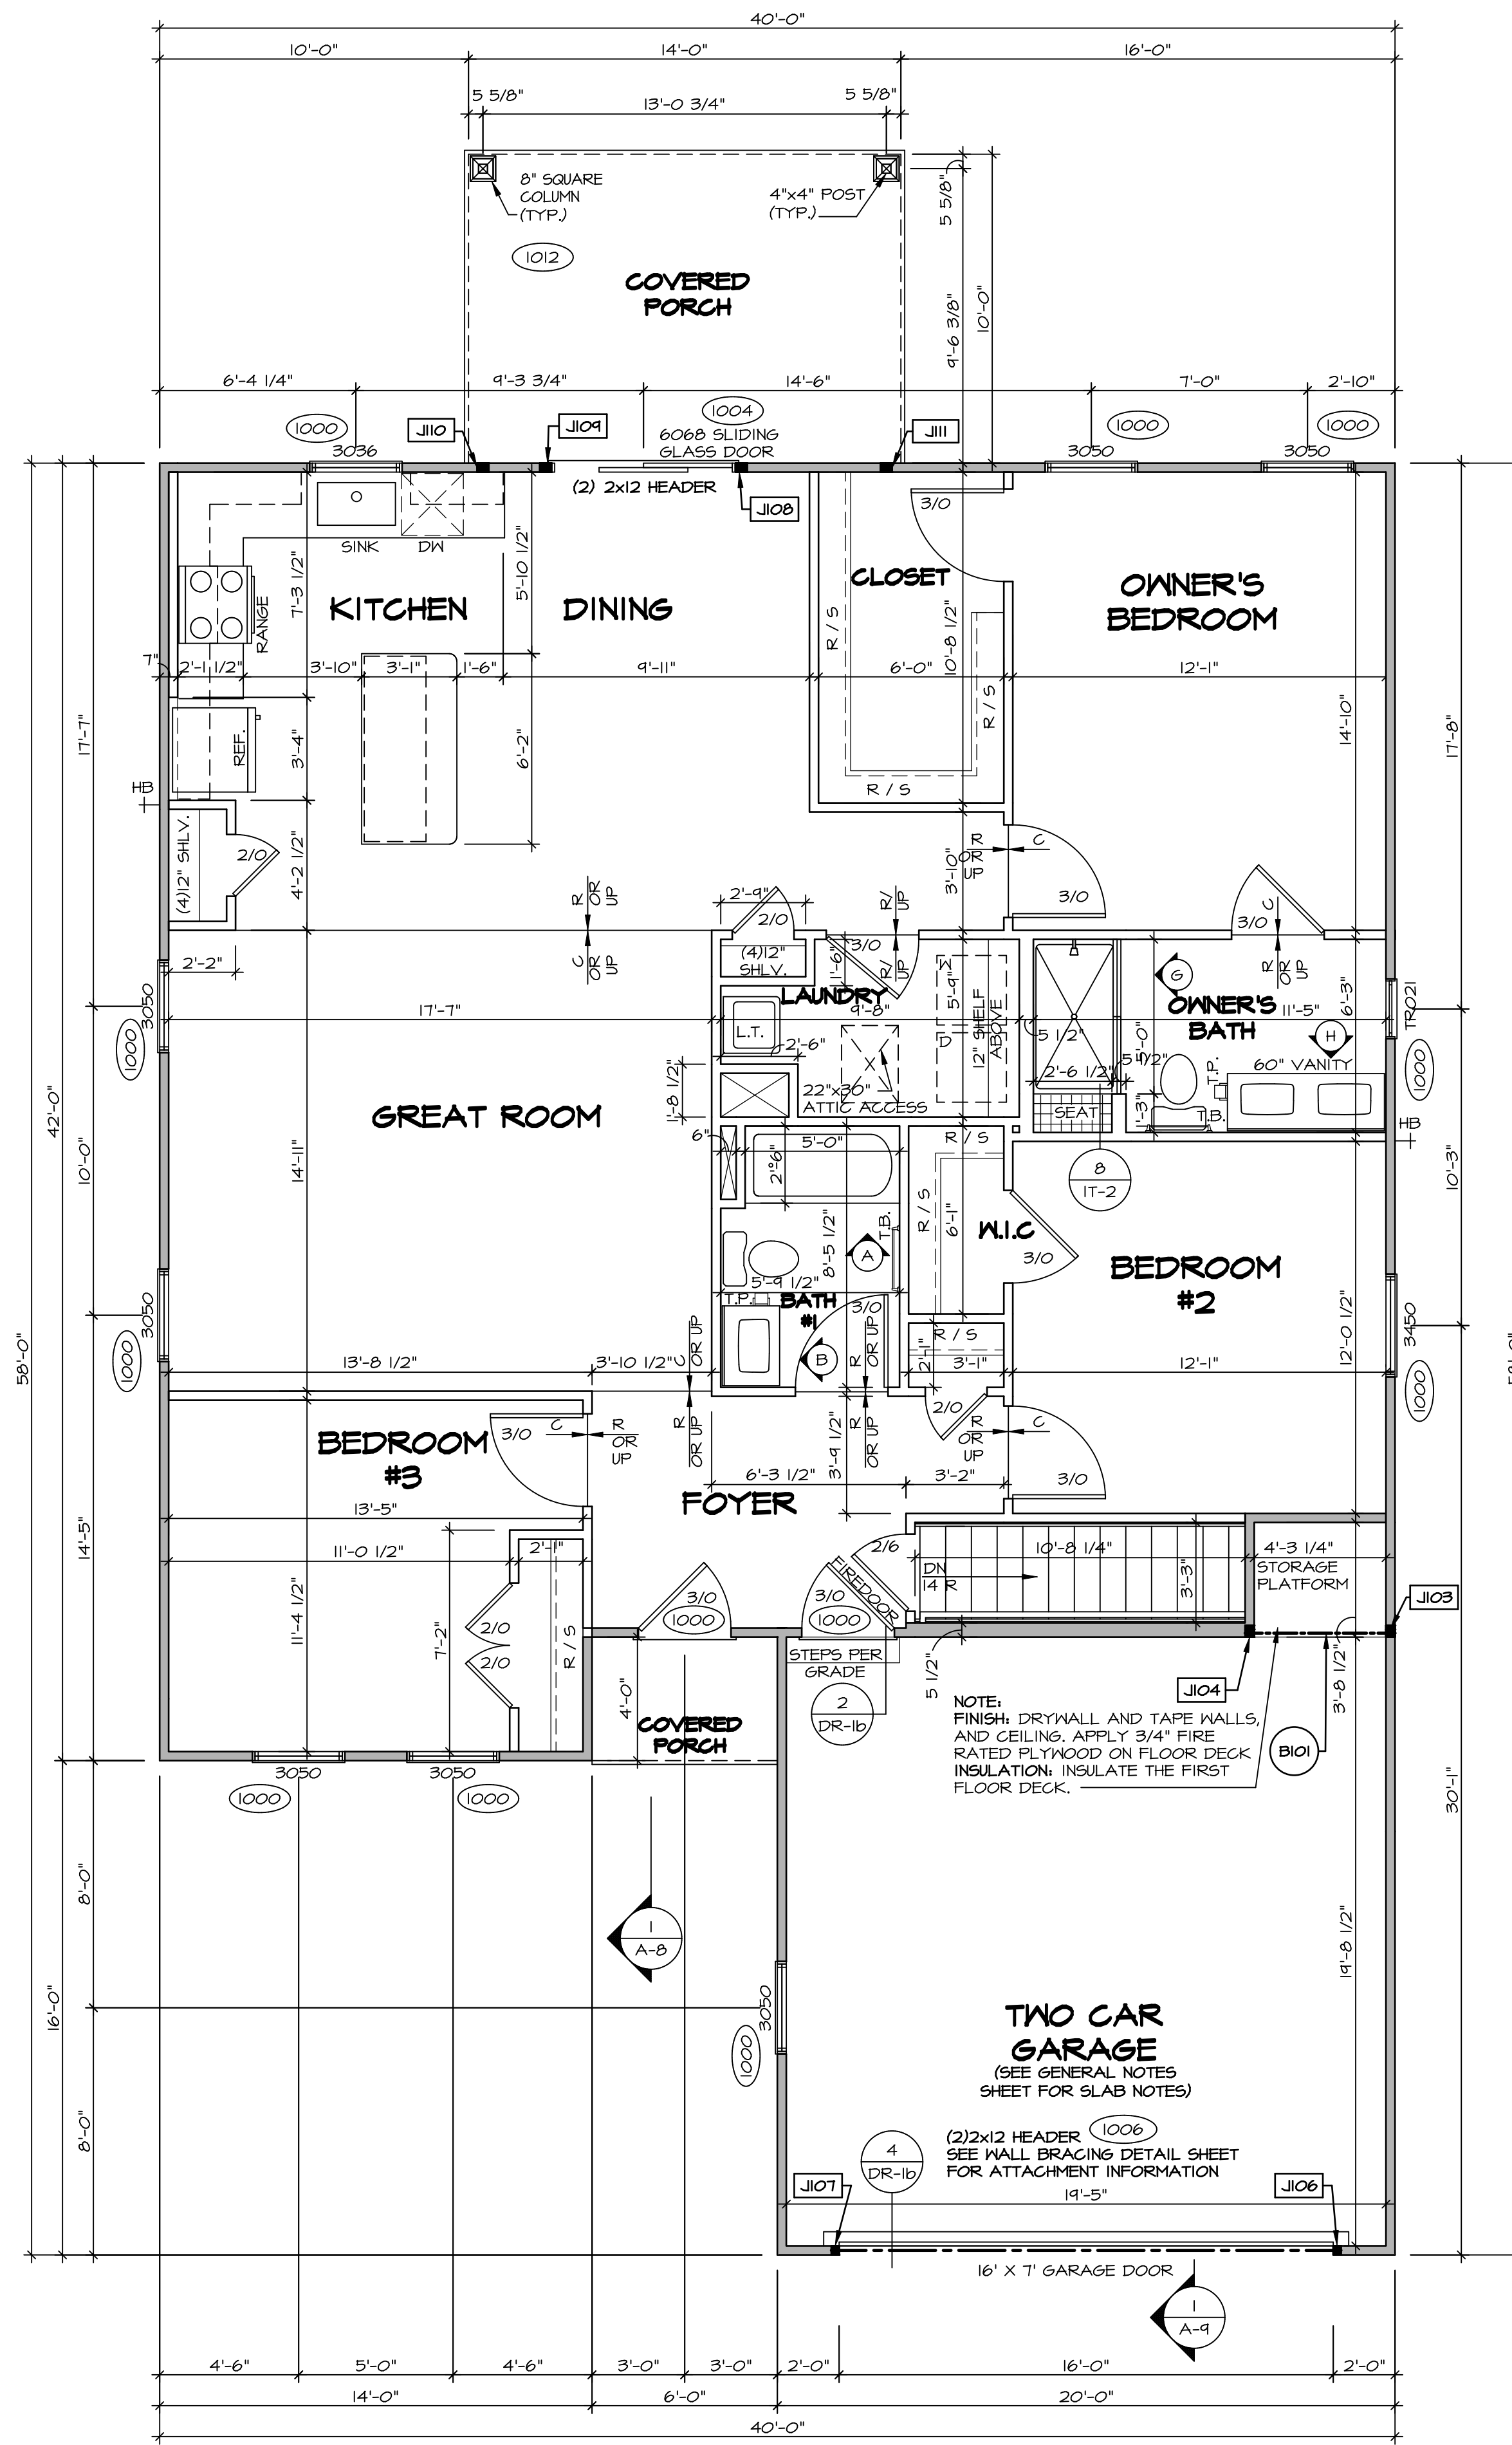 40'-0"
10'-0"
14'-0"
16'-0"
5 5/8"
13'-0 3/4"
5 5/8"
8" SQUARE
COLUMN
(TYP.)
4"x4" POST
(TYP.)
5 5/8"
1012
COVERED
PORCH
9'-6 3/8"
10'-0"
6'-4 1/4"
9'-3 3/4"
14'-6"
7'-0"
2'-10"
1000
J110
J109
1004
6068 SLIDING
GLASS DOOR
J111
1000
1000
3036
3050
3050
(2) 2x12 HEADER
J108
3/0
SINK
DW
7'-3 1/2"
5'-10 1/2"
CLOSET
OWNER'S
BEDROOM
KITCHEN
DINING
RANGE
R / S
10'-8 1/2"
7"
2'-1 1/2"
3'-10"
3'-1"
1'-6"
9'-11"
6'-0"
12'-1"
R / S
17'-7"
REF.
3'-4"
6'-2"
14'-10"
17'-8"
HB
R / S
(4)12" SHLV.
2/0
4'-2 1/2"
3'-10"
R
OR
UP
C
3/0
R
OR
UP
2'-9"
2/0
R/
UP
3/0
C
C
OR
UP
(4)12"
SHLV.
1'-6"
3/0
R/
UP
W
5'-9"
G
R
OR
UP
6'-3"
2'-2"
3050
1000
LAUNDRY
OWNER'S
BATH
TR021
17'-7"
9'-8"
11'-5"
L.T.
2'-6"
D
12" SHELF
ABOVE
5 1/2"
5'-0"
H
1000
42'-0"
1'-8 1/2"
X
22"x30"
ATTIC ACCESS
2'-6 1/2"
5 1/2"
T.P.
60" VANITY
GREAT ROOM
SEAT
1'-3"
T.B.
HB
6"
5'-0"
R / S
10'-0"
14'-11"
2'-6"
8
IT-2
10'-3"
R / S
6'-1"
W.I.C
3/0
T.B.
A
8'-5 1/2"
BEDROOM
#2
5'-9 1/2"
T.P.
BATH
#1
3/0
3050
1000
58'-0"
C
OR UP
R
OR UP
R / S
2'-1"
B
12'-0 1/2"
3450
1000
13'-8 1/2"
3'-10 1/2"
3'-1"
12'-1"
2/0
BEDROOM
#3
3/0
C
R
OR
UP
R
OR UP
R
OR UP
3'-9 1/2"
R
OR
UP
C
3/0
6'-3 1/2"
3'-2"
FOYER
13'-5"
14'-5"
11'-0 1/2"
2'-1"
2/6
10'-8 1/4"
4'-3 1/4"
DN
14 R
3'-3"
STORAGE
PLATFORM
FIREDOOR
3/0
1000
3/0
1000
J103
11'-4 1/2"
7'-2"
2/0
2/0
R / S
STEPS PER
GRADE
5 1/2"
J104
3'-8 1/2"
4'-0"
2
DR-1b
COVERED
PORCH
NOTE:
FINISH: DRYWALL AND TAPE WALLS,
AND CEILING. APPLY 3/4" FIRE
RATED PLYWOOD ON FLOOR DECK
INSULATION: INSULATE THE FIRST
FLOOR DECK.
B101
3050
3050
1000
1000
30'-1"
8'-0"
1
A-8
19'-8 1/2"
16'-0"
3050
1000
TWO CAR
GARAGE
(SEE GENERAL NOTES
SHEET FOR SLAB NOTES)
8'-0"
4
DR-1b
(2)2x12 HEADER
1006
SEE WALL BRACING DETAIL SHEET
FOR ATTACHMENT INFORMATION
J107
J106
19'-5"
16' X 7' GARAGE DOOR
1
A-9
4'-6"
5'-0"
4'-6"
3'-0"
3'-0"
2'-0"
16'-0"
2'-0"
14'-0"
6'-0"
20'-0"
40'-0"